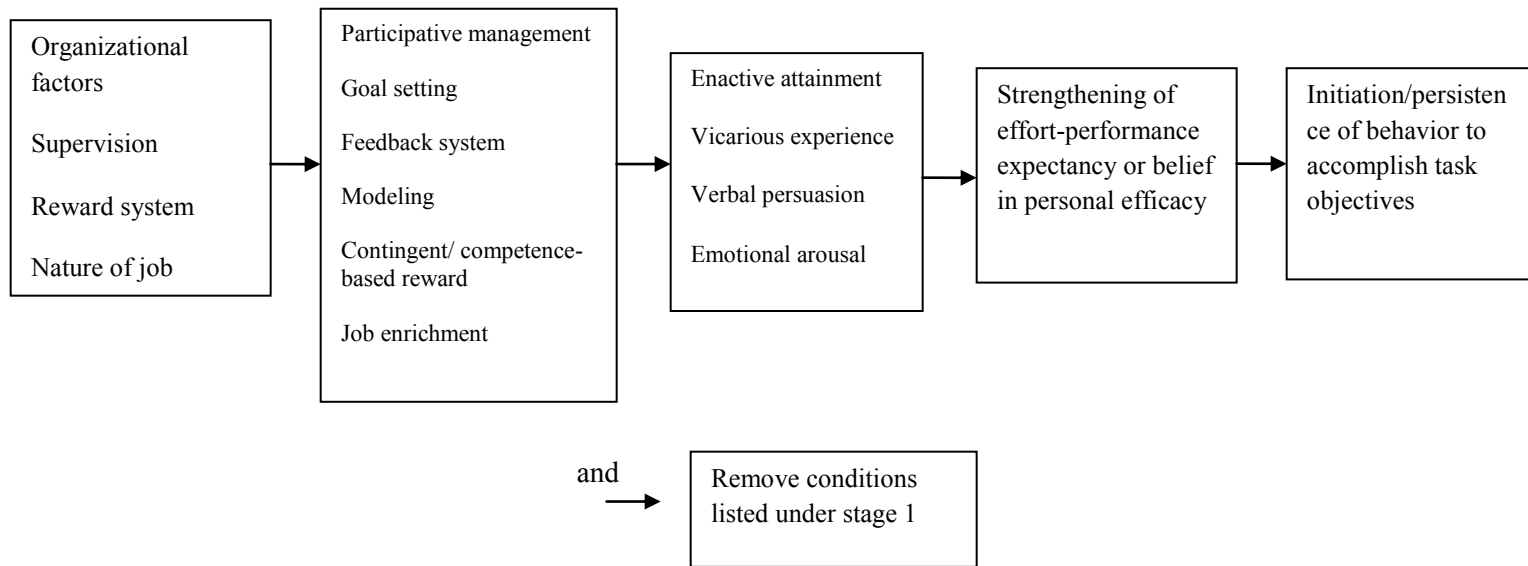 Organizational
factors
Supervision
Reward system
Nature of job
Participative management
Goal setting
Feedback system
Modeling
Contingent/ competence-
based reward
Job enrichment
Enactive attainment
Vicarious experience
Verbal persuasion
Emotional arousal
Strengthening of
effort-performance
expectancy or belief
in personal efficacy
Initiation/persisten
ce of behavior to
accomplish task
objectives
and
Remove conditions
listed under stage 1